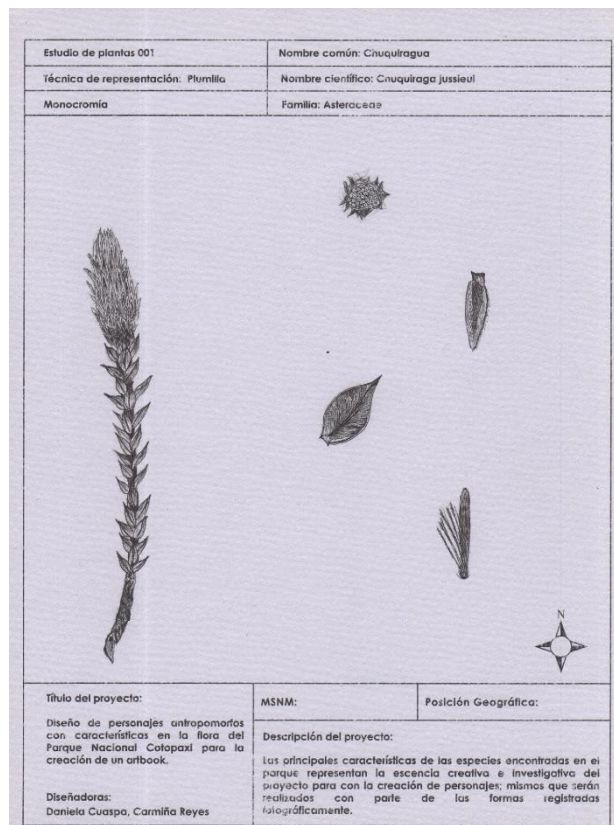 Estudio de plantas 001
Nombre común: Chuquiragua
Técnica de representación: Plumilla
Nombre científico: Chuquiraga jussieui
Monocromía
Familia: Asteraceae
N
Título del proyecto:
Diseño de personajes antropomorfos
con características en la flora del
Parque Nacional Cotopaxi para la
creación de un artbook.
Diseñadoras:
Daniela Cuaspa, Carmiña Reyes
MSNM:
Posición Geográfica:
Descripción del proyecto:
Las principales características de las especies encontradas en el
parque representan la escencia creativa e investigativa del
proyecto para con la creación de personajes; mismos que serán
realizados con parte de las formas registradas
fotográficamente.